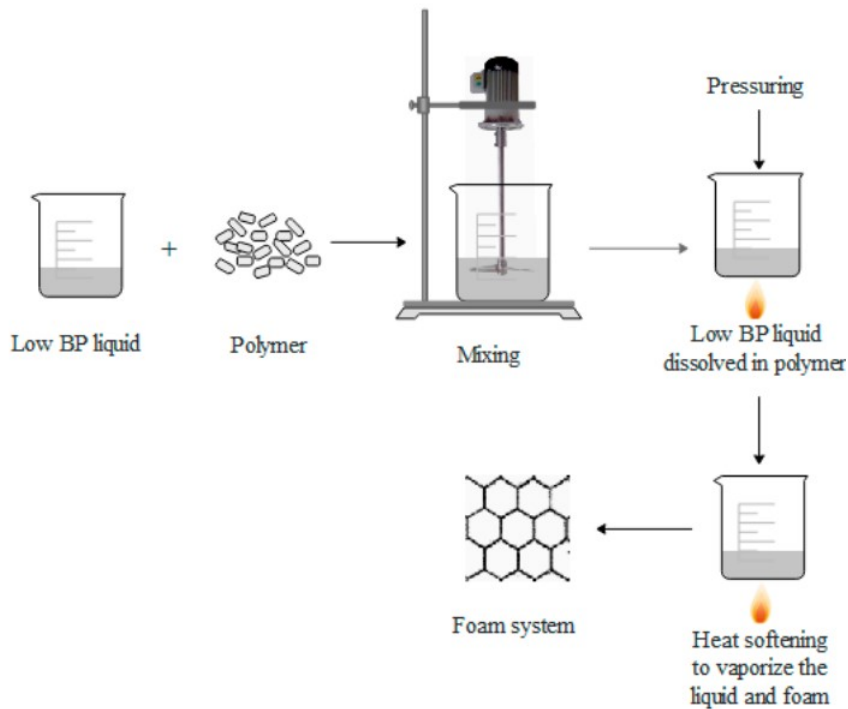 Pressuring
+
Low BP liquid
Polymer
Mixing
Low BP liquid
dissolved in polymer
Foam system
Heat softening
to vaporize the
liquid and foam